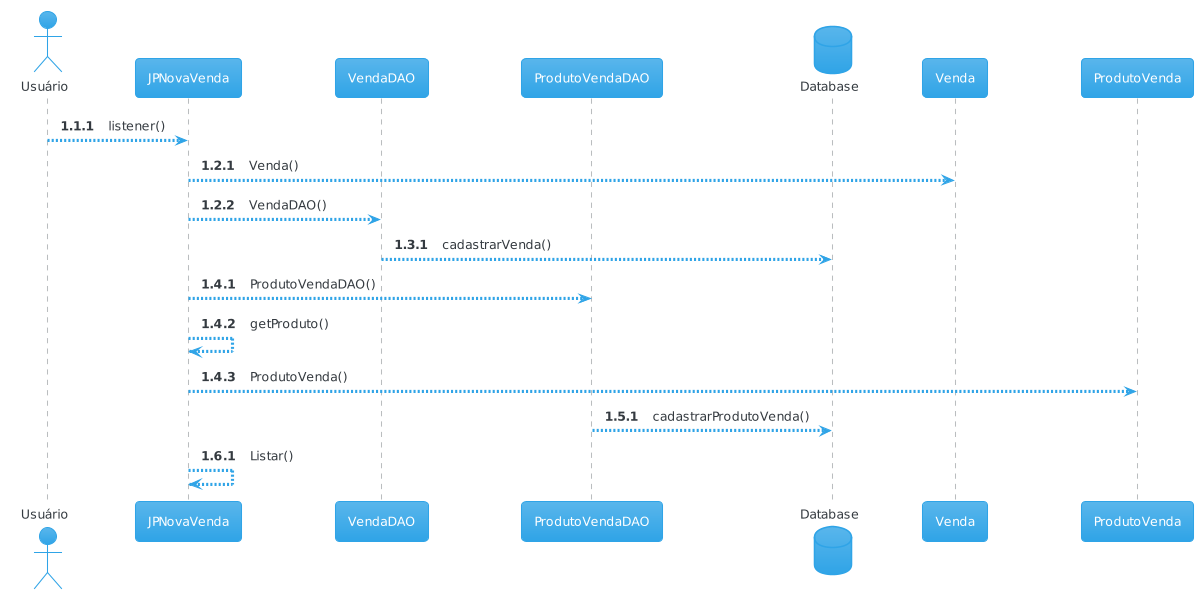 Usuário
JPNovaVenda
VendaDAO
ProdutoVendaDAO
Database
Venda
ProdutoVenda
1.1.1 listener()
1.2.1 Venda()
1.2.2 VendaDAO()
1.3.1 cadastrarVenda()
1.4.1 ProdutoVendaDAO()
1.4.2 getProduto()
1.4.3 ProdutoVenda()
1.5.1 cadastrarProdutoVenda()
1.6.1 Listar()
Usuário
JPNovaVenda
VendaDAO
ProdutoVendaDAO
Database
Venda
ProdutoVenda